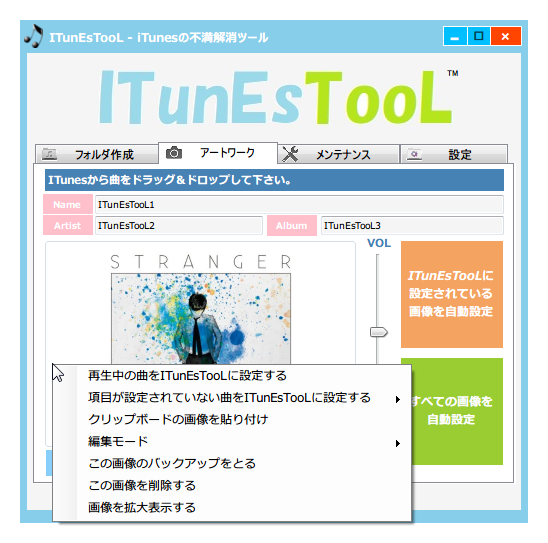 ITunEsTooL - iTunesの不満解消ツール
ITunEsTooL™
フォルダ作成
アートワーク
メンテナンス
設定
ITunesから曲をドラッグ＆ドロップして下さい。
Name ITunEsTooL1
Artist ITunEsTooL2 Album ITunEsTooL3
VOL
STRANGER
ITunEsTooLに
設定されている
画像を自動設定
すべての画像を
自動設定
再生中の曲をITunEsTooLに設定する
項目が設定されていない曲をITunEsTooLに設定する
クリップボードの画像を貼り付け
編集モード
この画像のバックアップをとる
この画像を削除する
画像を拡大表示する